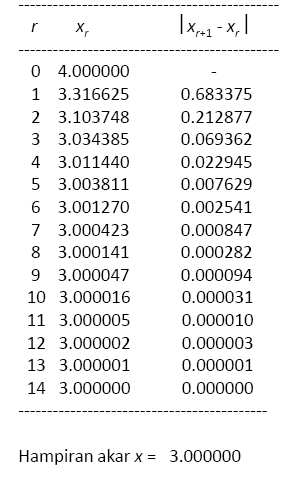 r x_r |x_{r+1} - x_r|
0 4.000000 -
1 3.316625 0.683375
2 3.103748 0.212877
3 3.034385 0.069362
4 3.011440 0.022945
5 3.003811 0.007629
6 3.001270 0.002541
7 3.000423 0.000847
8 3.000141 0.000282
9 3.000047 0.000094
10 3.000016 0.000031
11 3.000005 0.000010
12 3.000002 0.000003
13 3.000001 0.000001
14 3.000000 0.000000
Hampiran akar x = 3.000000